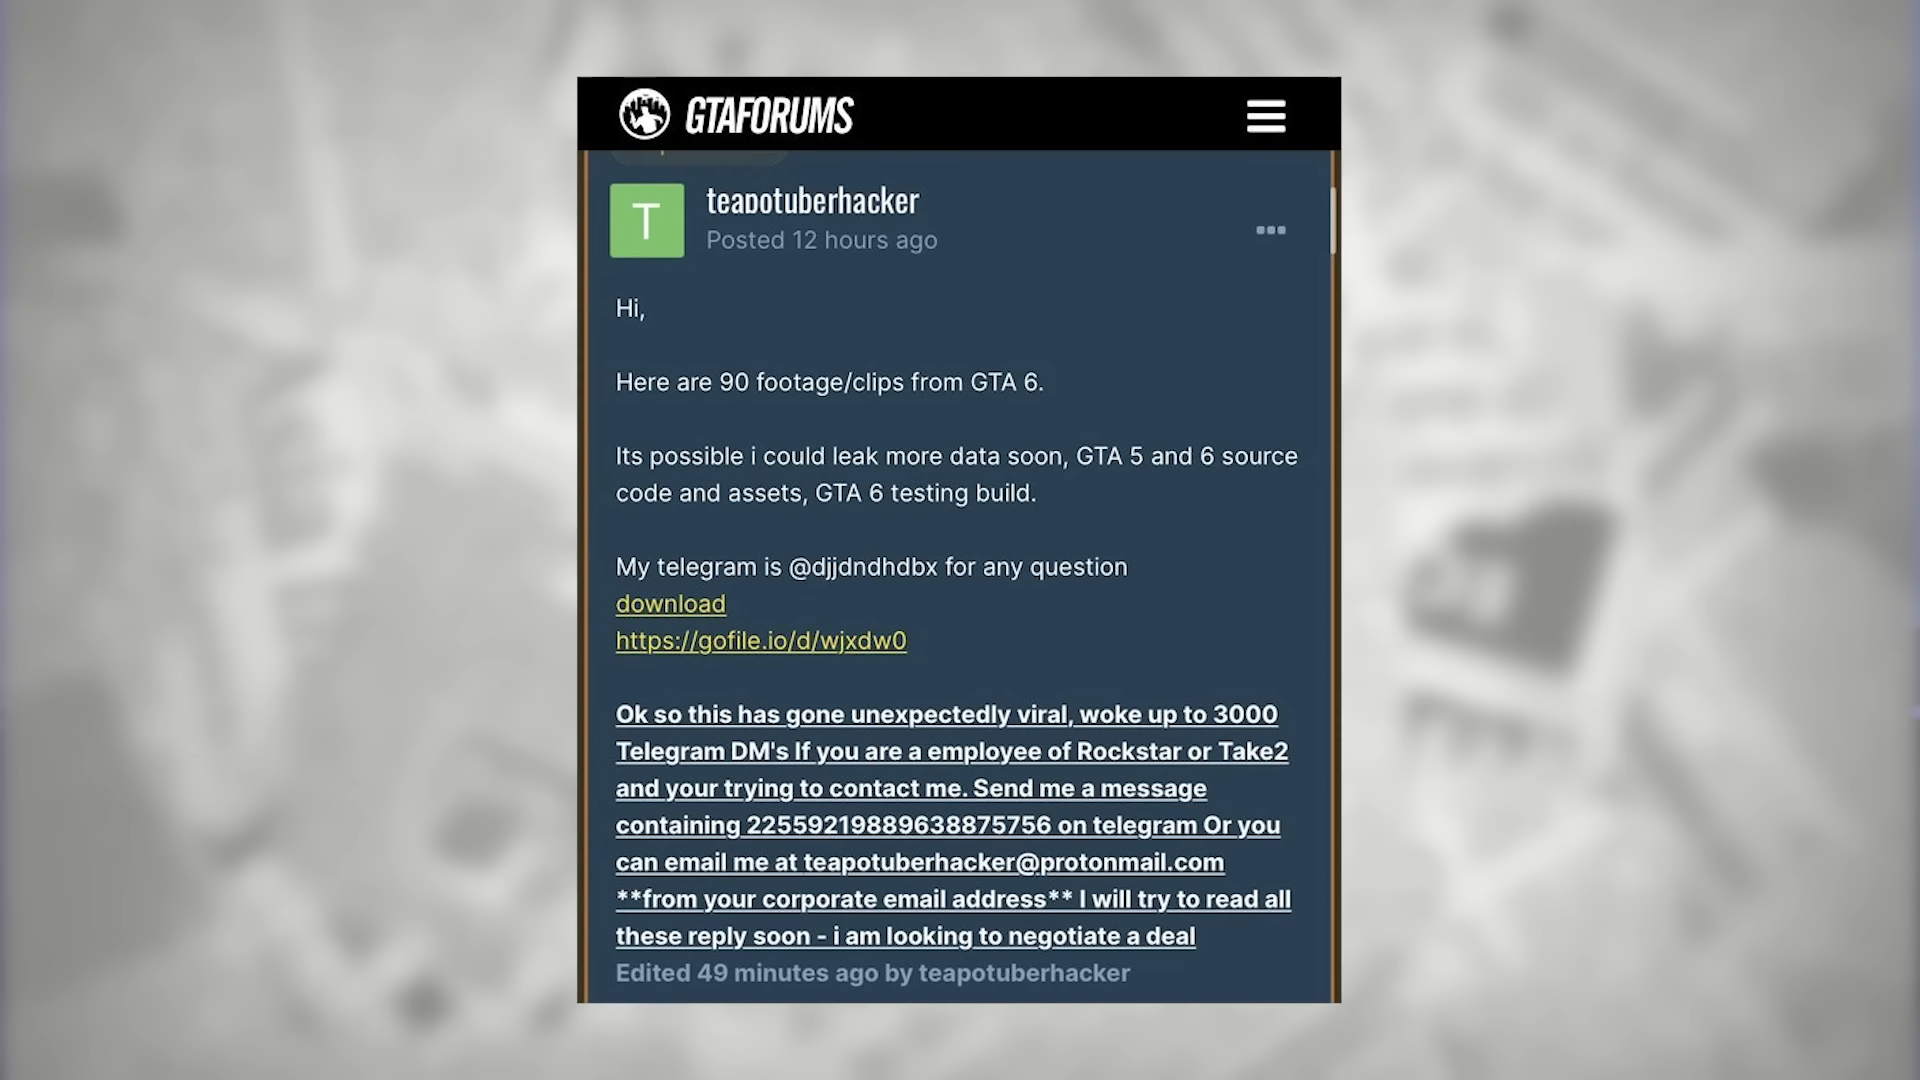 GTAFORUMS
T
teapotuberhacker
Posted 12 hours ago
Hi,
Here are 90 footage/clips from GTA 6.
Its possible i could leak more data soon, GTA 5 and 6 source
code and assets, GTA 6 testing build.
My telegram is @djjdndhdbx for any question
download
https://gofile.io/d/wjxdw0
Ok so this has gone unexpectedly viral, woke up to 3000
Telegram DM's If you are a employee of Rockstar or Take2
and your trying to contact me. Send me a message
containing 22559219889638875756 on telegram Or you
can email me at teapotuberhacker@protonmail.com
**from your corporate email address** I will try to read all
these reply soon - i am looking to negotiate a deal
Edited 49 minutes ago by teapotuberhacker